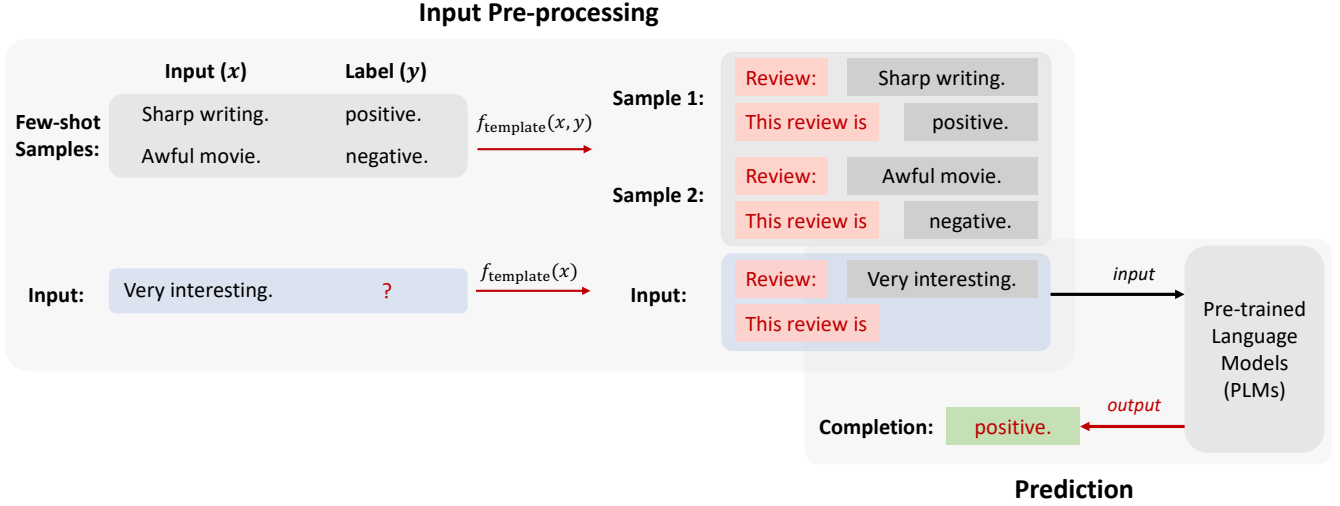 Input Pre-processing
Input (x) Label (y)
Few-shot Samples:
Sharp writing. positive.
Awful movie. negative.
f_template(x, y)
Sample 1:
Review: Sharp writing.
This review is positive.
Sample 2:
Review: Awful movie.
This review is negative.
Input:
Very interesting. ?
f_template(x)
Input:
Review: Very interesting.
This review is
input
Pre-trained
Language
Models
(PLMs)
output
Completion: positive.
Prediction